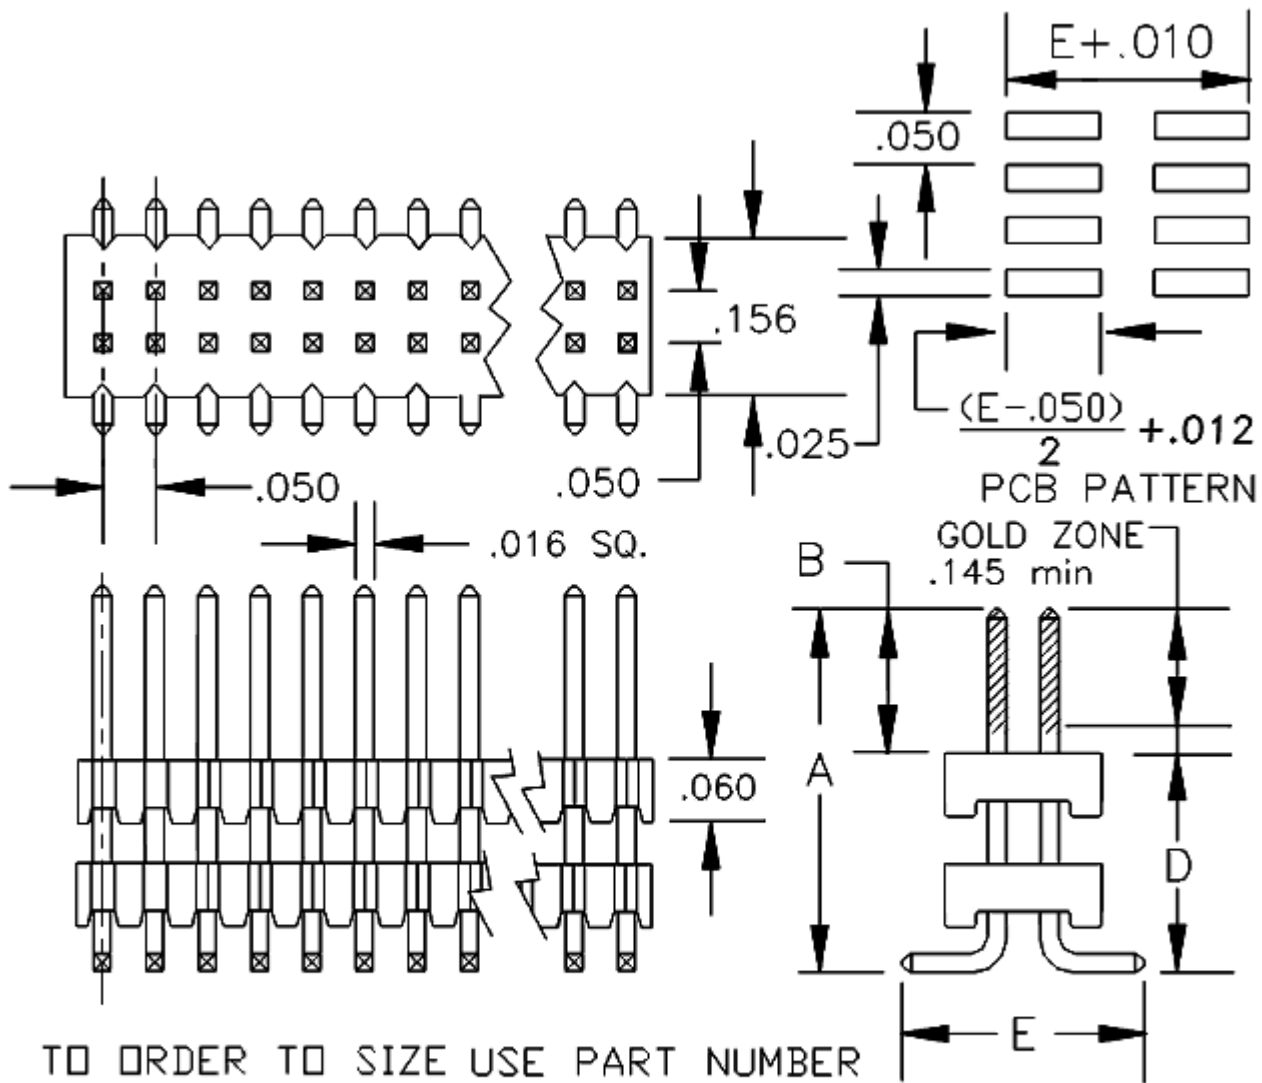 E+.010
.050
.156
.025
(E-.050)
2
+.012
.050
.050
PCB PATTERN
.016 SQ.
GOLD ZONE
.145 min
B
A
.060
D
E
TO ORDER TO SIZE USE PART NUMBER